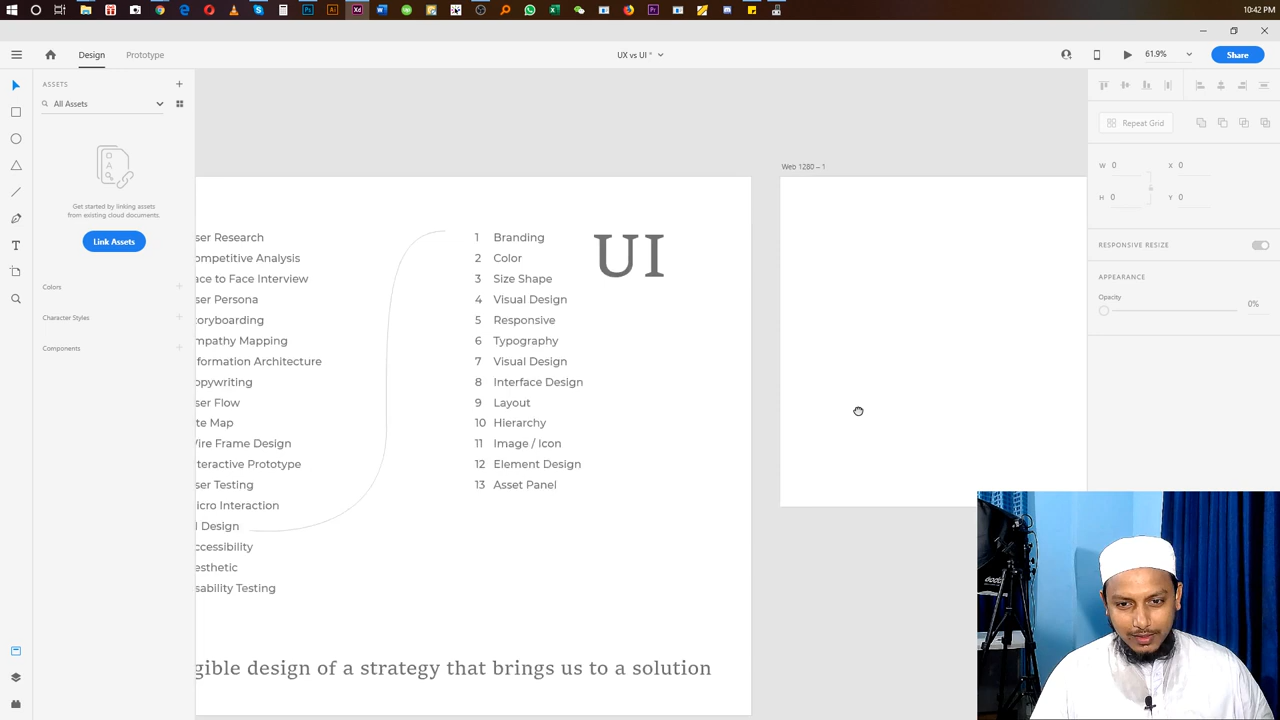 10:42 PM
Design
Prototype
UX vs UI *
61.9%
Share
ASSETS
All Assets
Get started by linking assets
from existing cloud documents.
Link Assets
Colors
Character Styles
Components
Web 1280 – 1
ser Research
ompetitive Analysis
ace to Face Interview
ser Persona
toryboarding
mpathy Mapping
formation Architecture
opywriting
ser Flow
te Map
Wire Frame Design
nteractive Prototype
ser Testing
icro Interaction
I Design
ccessibility
esthetic
sability Testing
1 Branding
2 Color
3 Size Shape
4 Visual Design
5 Responsive
6 Typography
7 Visual Design
8 Interface Design
9 Layout
10 Hierarchy
11 Image / Icon
12 Element Design
13 Asset Panel
UI
gible design of a strategy that brings us to a solution
Repeat Grid
W 0 X 0
H 0 Y 0
RESPONSIVE RESIZE
APPEARANCE
Opacity
0%